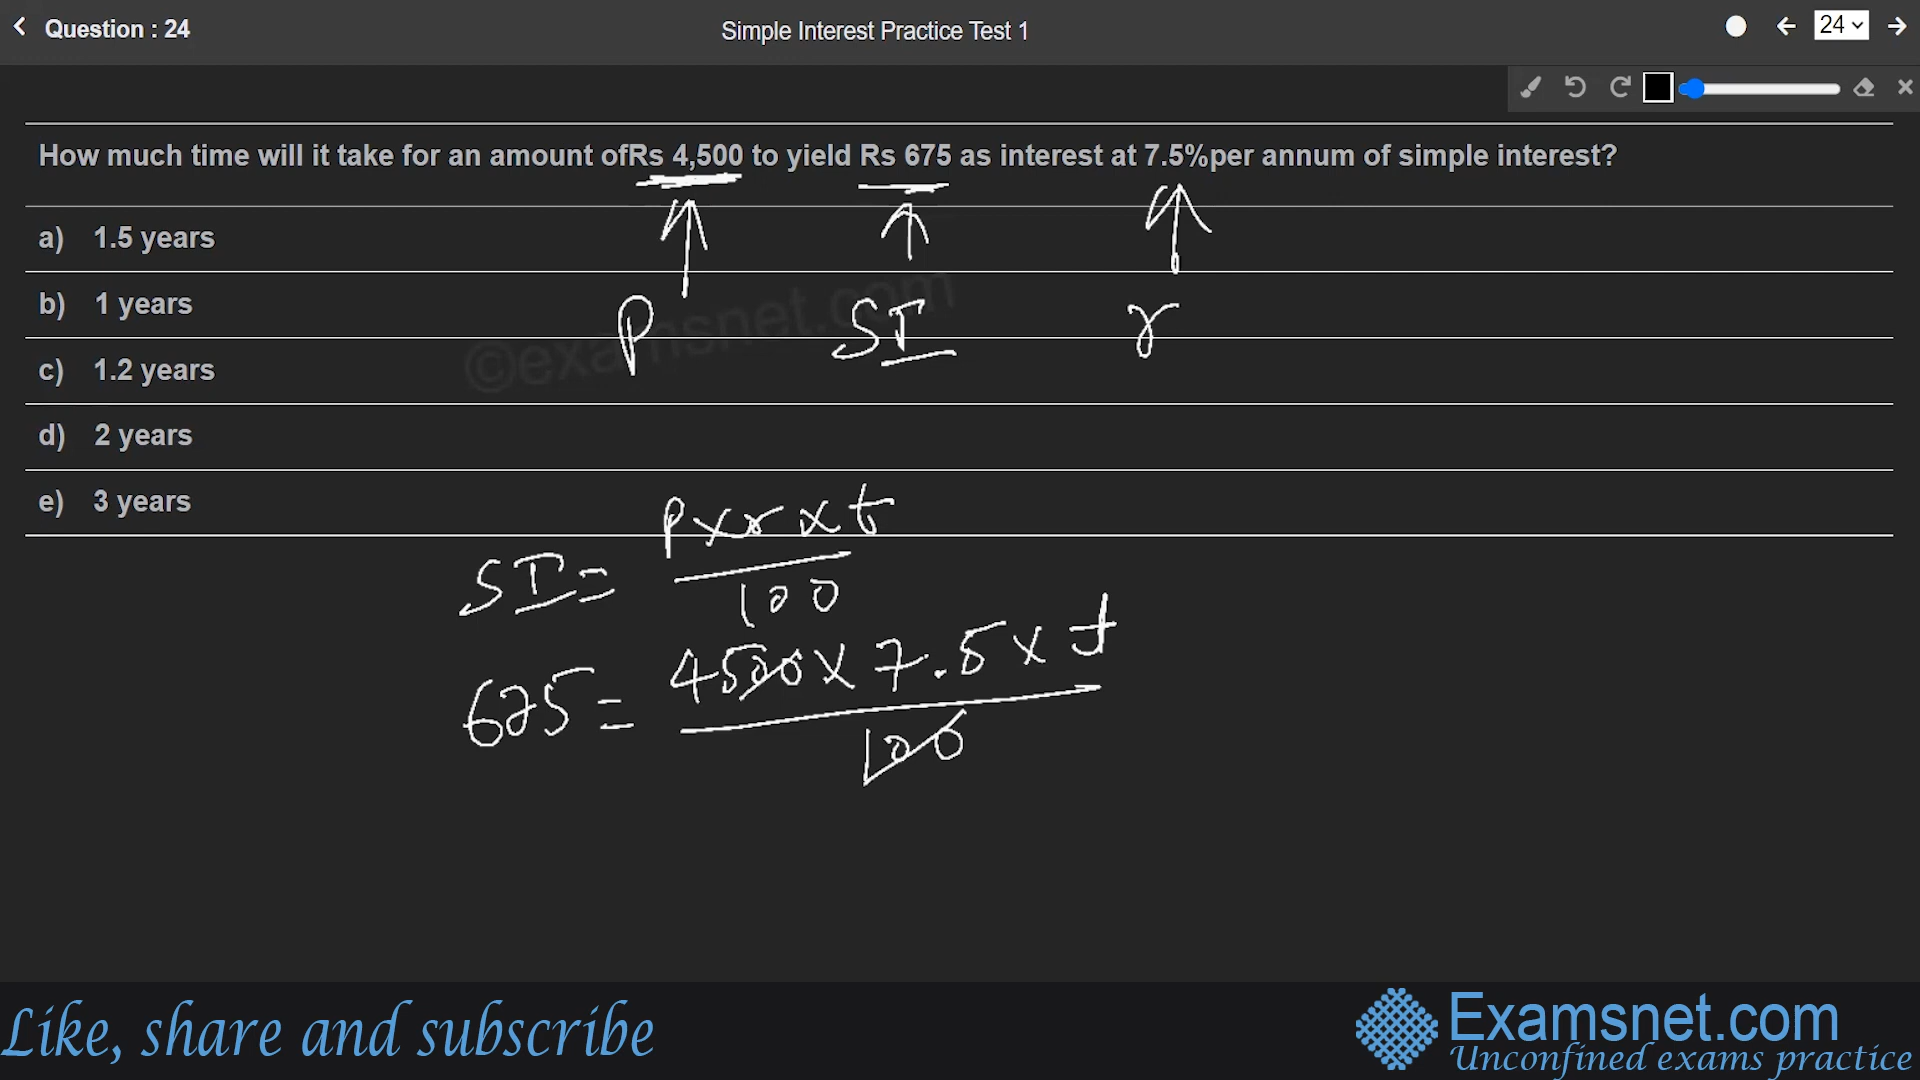 Question : 24
Simple Interest Practice Test 1
24
How much time will it take for an amount ofRs 4,500 to yield Rs 675 as interest at 7.5%per annum of simple interest?
a) 1.5 years
b) 1 years
c) 1.2 years
d) 2 years
e) 3 years
P SI r
©examsnet.com
SI = P x r x t
100
675 = 4500 x 7.5 x t
100
Like, share and subscribe
Examsnet.com
Unconfined exams practice